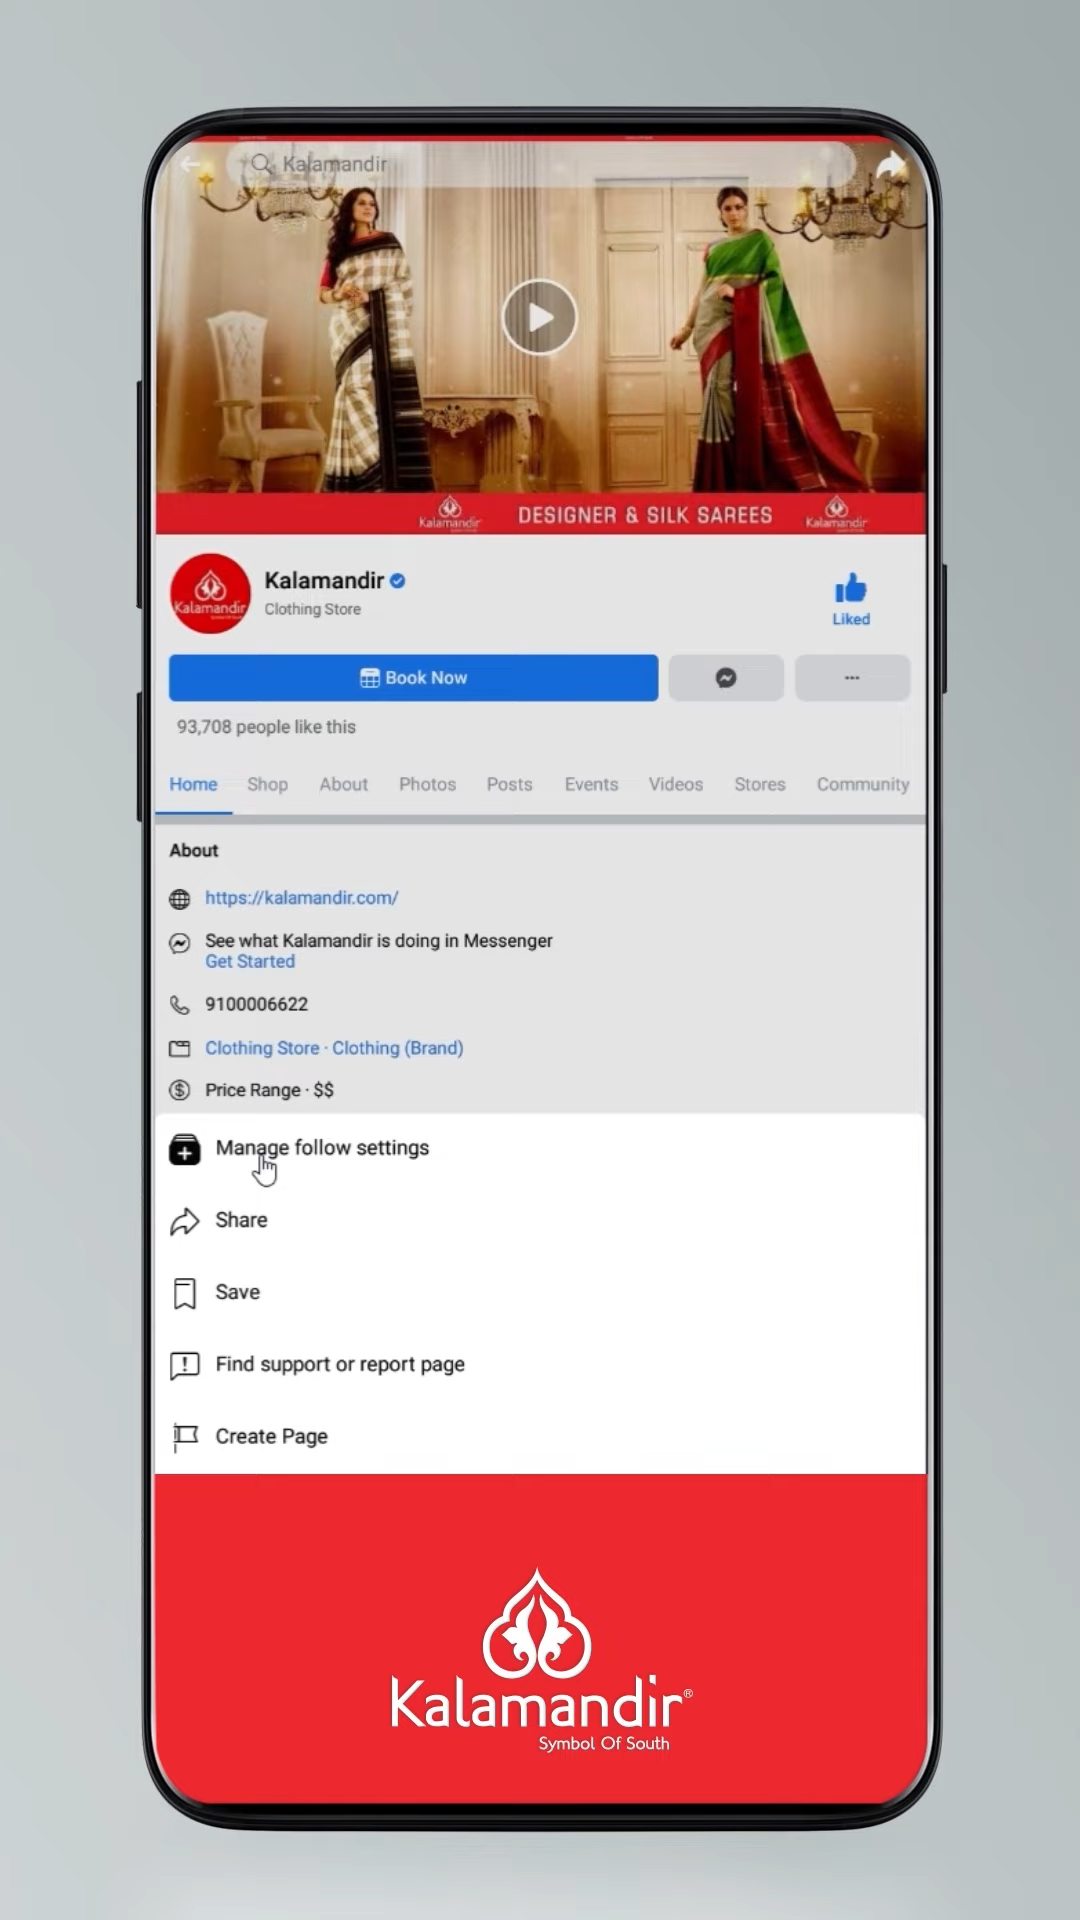 Kalamandir
Kalamandir
DESIGNER & SILK SAREES
Kalamandir
Kalamandir
Kalamandir
Clothing Store
Liked
Book Now
93,708 people like this
Home Shop About Photos Posts Events Videos Stores Community
About
https://kalamandir.com/
See what Kalamandir is doing in Messenger
Get Started
9100006622
Clothing Store · Clothing (Brand)
Price Range · $$
Manage follow settings
Share
Save
Find support or report page
Create Page
Kalamandir®
Symbol Of South